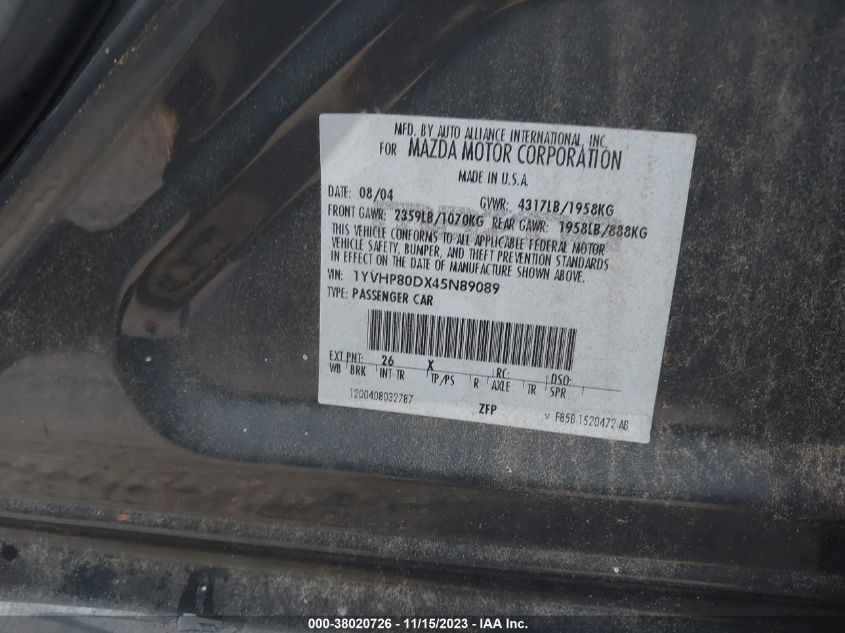 MFD. BY AUTO ALLIANCE INTERNATIONAL, INC.
FOR MAZDA MOTOR CORPORATION
MADE IN U.S.A
DATE: 08/04 GVWR: 4317LB/1958KG
FRONT GAWR: 2359LB/1070KG REAR GAWR: 1958LB/888KG
THIS VEHICLE CONFORMS TO ALL APPLICABLE FEDERAL MOTOR
VEHICLE SAFETY, BUMPER, AND THEFT PREVENTION STANDARDS
IN EFFECT ON THE DATE OF MANUFACTURE SHOWN ABOVE.
VIN: 1YVHP80DX45N89089
TYPE: PASSENGER CAR
EXT PNT: 26 X RC: DSO:
WB BRK INT TR TP/PS R AXLE TR SPR
1200408032787 ZFP F85B 1520472 AB
000-38020726 - 11/15/2023 - IAA Inc.